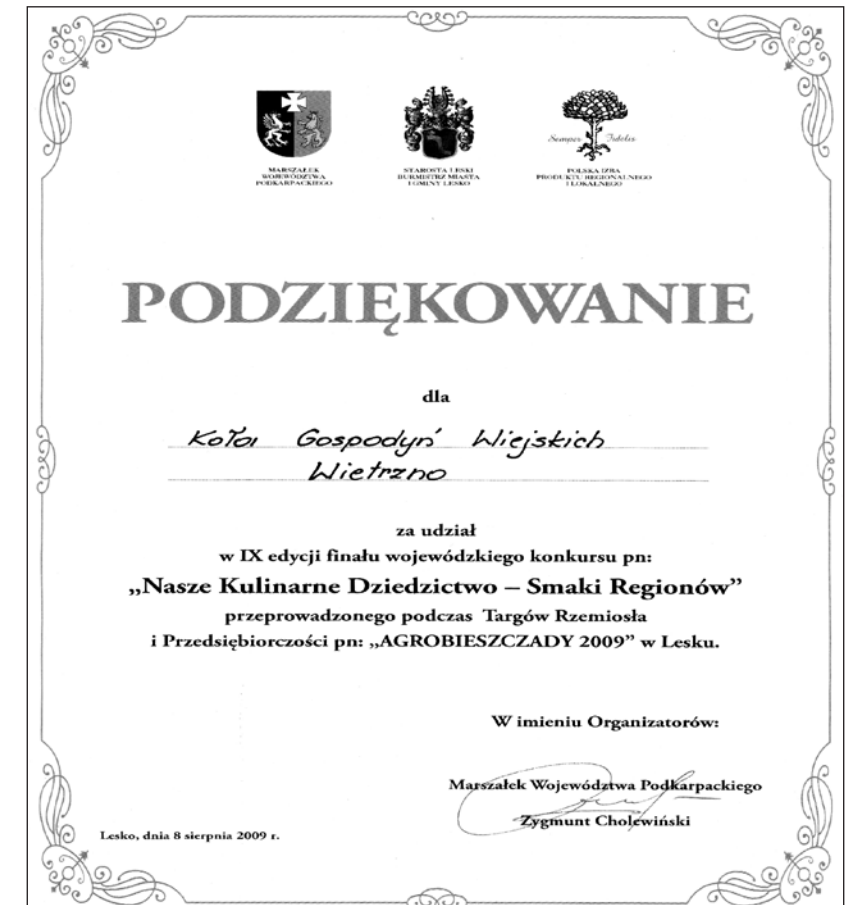 MARSZAŁEK
WOJEWÓDZTWA
PODKARPACKIEGO
STAROSTA LESKI
BURMISTRZ MIASTA
I GMINY LESKO
Semper Fidelis
POLSKA IZBA
PRODUKTU REGIONALNEGO
I LOKALNEGO
PODZIĘKOWANIE
dla
Koła Gospodyń Wiejskich
Wietrzno
za udział
w IX edycji finału wojewódzkiego konkursu pn:
„Nasze Kulinarne Dziedzictwo – Smaki Regionów”
przeprowadzonego podczas Targów Rzemiosła
i Przedsiębiorczości pn: „AGROBIESZCZADY 2009” w Lesku.
W imieniu Organizatorów:
Marszałek Województwa Podkarpackiego
Zygmunt Cholewiński
Lesko, dnia 8 sierpnia 2009 r.